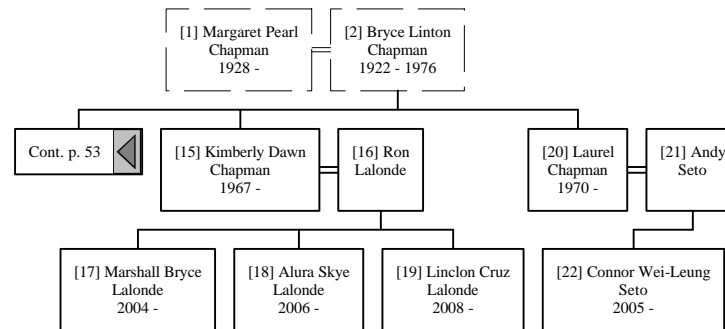 [1] Margaret Pearl
Chapman
1928 -
[2] Bryce Linton
Chapman
1922 - 1976
Cont. p. 53
[15] Kimberly Dawn
Chapman
1967 -
[16] Ron
Lalonde
[20] Laurel
Chapman
1970 -
[21] Andy
Seto
[17] Marshall Bryce
Lalonde
2004 -
[18] Alura Skye
Lalonde
2006 -
[19] Linclon Cruz
Lalonde
2008 -
[22] Connor Wei-Leung
Seto
2005 -